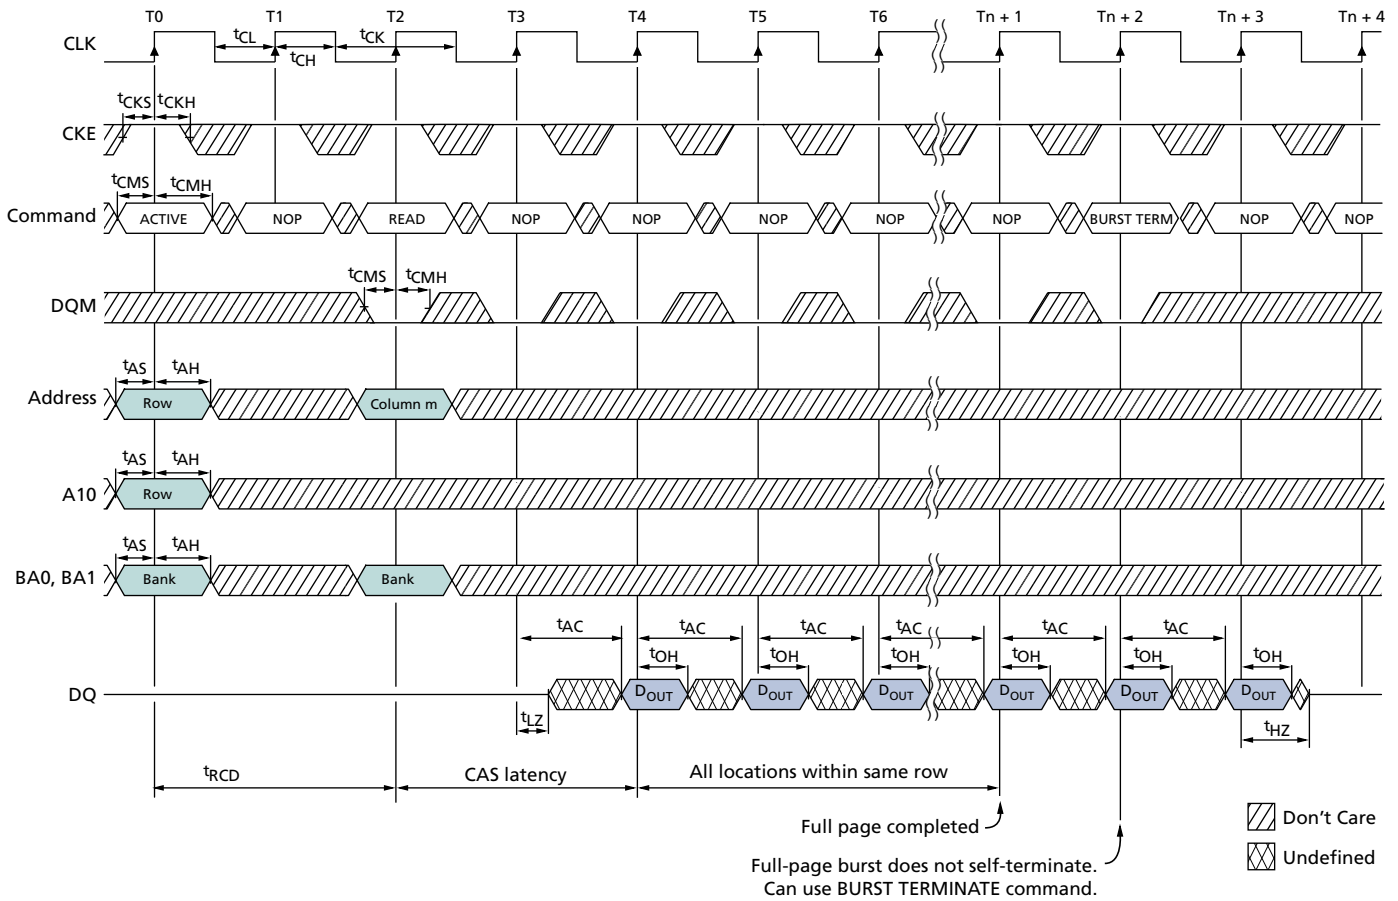 T0 T1 T2 T3 T4 T5 T6 Tn + 1 Tn + 2 Tn + 3 Tn + 4
CLK
tCL tCK
tCH
tCKS tCKH
CKE
tCMS tCMH
Command ACTIVE NOP READ NOP NOP NOP NOP NOP BURST TERM NOP NOP
tCMS tCMH
DQM
tAS tAH
Address Row Column m
tAS tAH
A10 Row
tAS tAH
BA0, BA1 Bank Bank
tAC tAC tAC tAC tAC tAC
tOH tOH tOH tOH tOH tOH
DQ DOUT DOUT DOUT DOUT DOUT DOUT
tLZ tHZ
tRCD CAS latency All locations within same row
Full page completed
Don't Care
Full-page burst does not self-terminate.
Can use BURST TERMINATE command.
Undefined